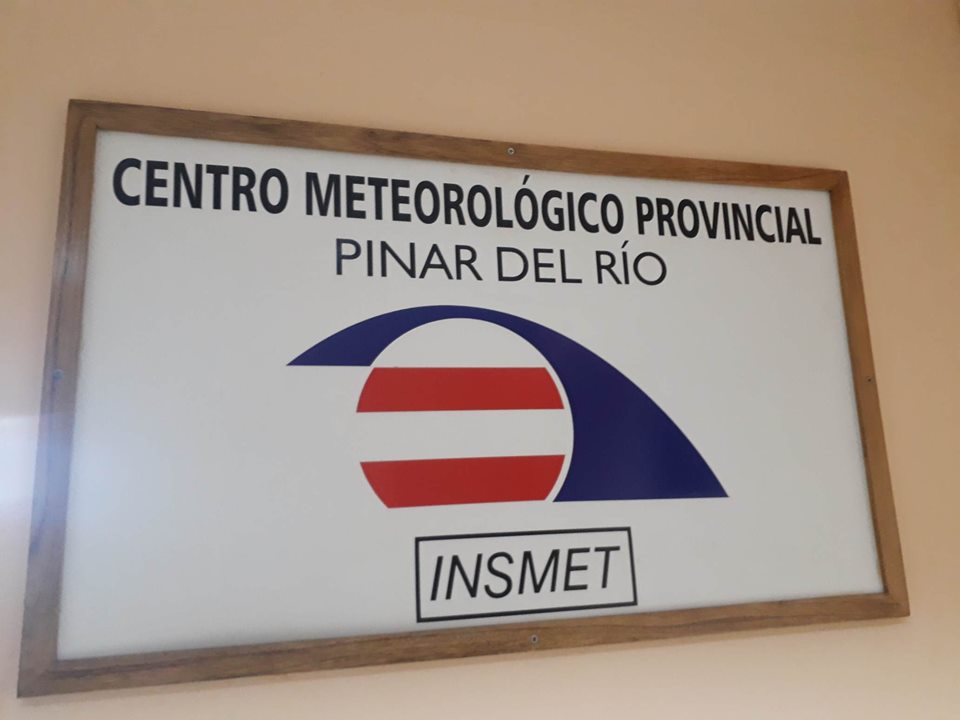 CENTRO METEOROLÓGICO PROVINCIAL
PINAR DEL RÍO
INSMET